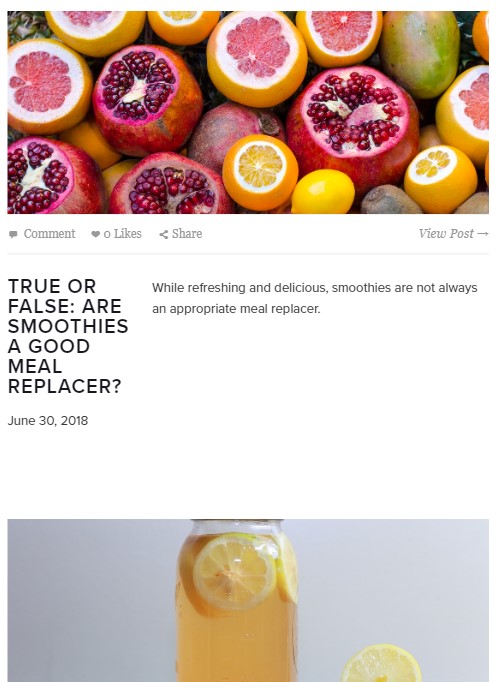 Comment 0 Likes Share View Post →
TRUE OR
FALSE: ARE
SMOOTHIES
A GOOD
MEAL
REPLACER?
June 30, 2018
While refreshing and delicious, smoothies are not always
an appropriate meal replacer.